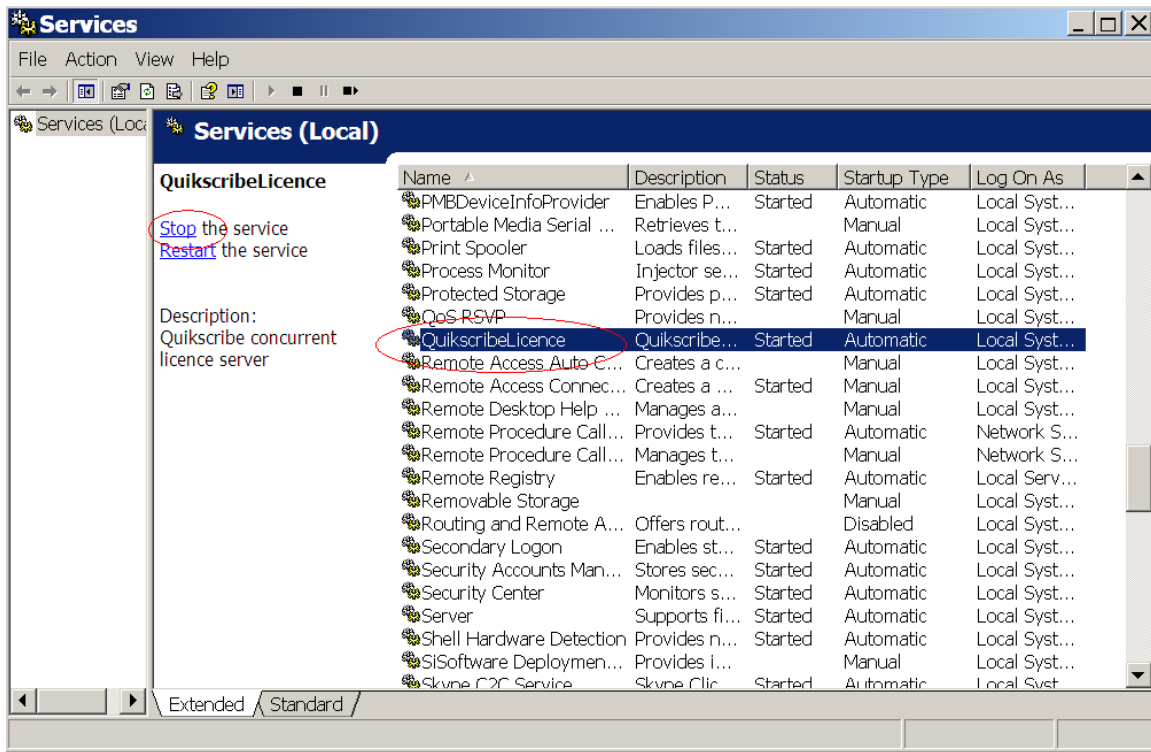 Services
File Action View Help
Services (Loca
Services (Local)
QuikscribeLicence
Stop the service
Restart the service
Description:
Quikscribe concurrent
licence server
Name Description Status Startup Type Log On As
PMBDeviceInfoProvider Enables P... Started Automatic Local Syst...
Portable Media Serial ... Retrieves t... Manual Local Syst...
Print Spooler Loads files... Started Automatic Local Syst...
Process Monitor Injector se... Started Automatic Local Syst...
Protected Storage Provides p... Started Automatic Local Syst...
QoS RSVP Provides n... Manual Local Syst...
QuikscribeLicence Quikscribe... Started Automatic Local Syst...
Remote Access Auto C... Creates a c... Manual Local Syst...
Remote Access Connec... Creates a ... Started Manual Local Syst...
Remote Desktop Help ... Manages a... Manual Local Syst...
Remote Procedure Call... Provides t... Started Automatic Network S...
Remote Procedure Call... Manages t... Manual Network S...
Remote Registry Enables re... Started Automatic Local Serv...
Removable Storage Manual Local Syst...
Routing and Remote A... Offers rout... Disabled Local Syst...
Secondary Logon Enables st... Started Automatic Local Syst...
Security Accounts Man... Stores sec... Started Automatic Local Syst...
Security Center Monitors s... Started Automatic Local Syst...
Server Supports fi... Started Automatic Local Syst...
Shell Hardware Detection Provides n... Started Automatic Local Syst...
SiSoftware Deploymen... Provides i... Manual Local Syst...
Skype C2C Service Skype Clic... Started Automatic Local Syst...
Extended Standard